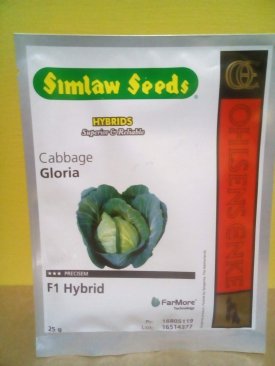 Simlaw Seeds
HYBRIDS
Superior & Reliable
Cabbage
Gloria
OHLSENS ENKE
★★★ PRECISEM
F1 Hybrid
FarMore
Technology
25 g